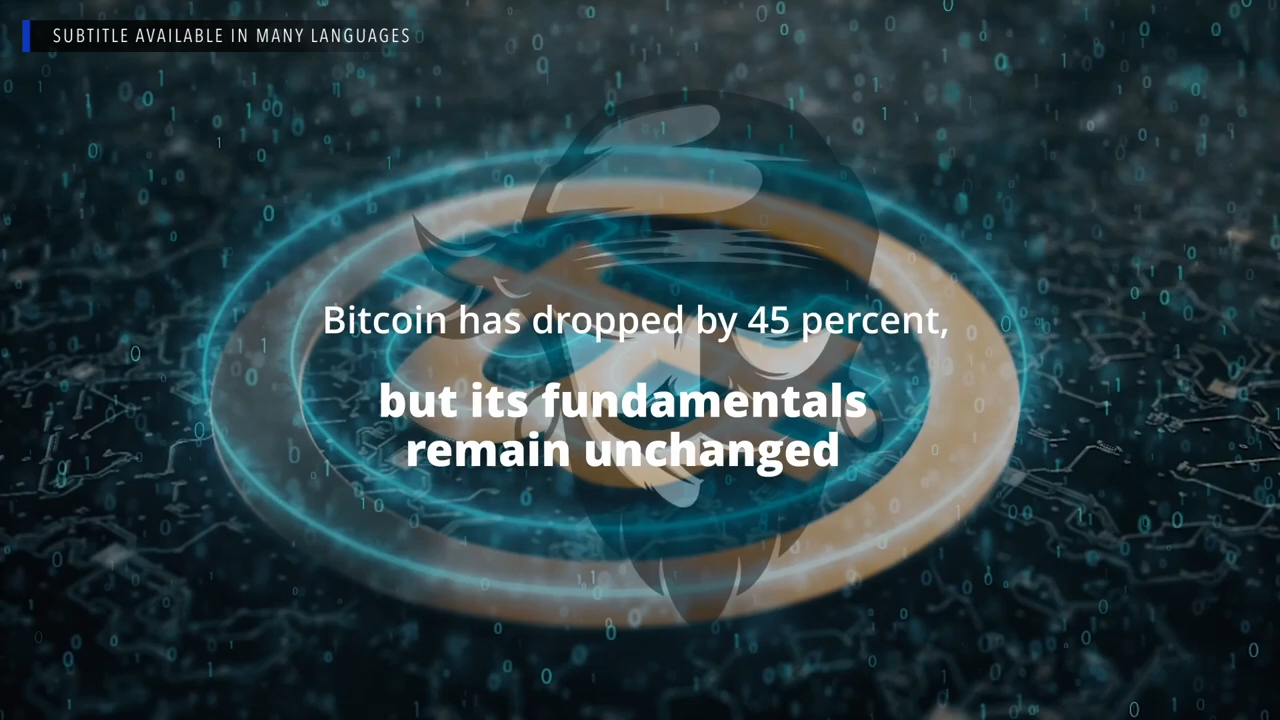 SUBTITLE AVAILABLE IN MANY LANGUAGES
Bitcoin has dropped by 45 percent,
but its fundamentals
remain unchanged